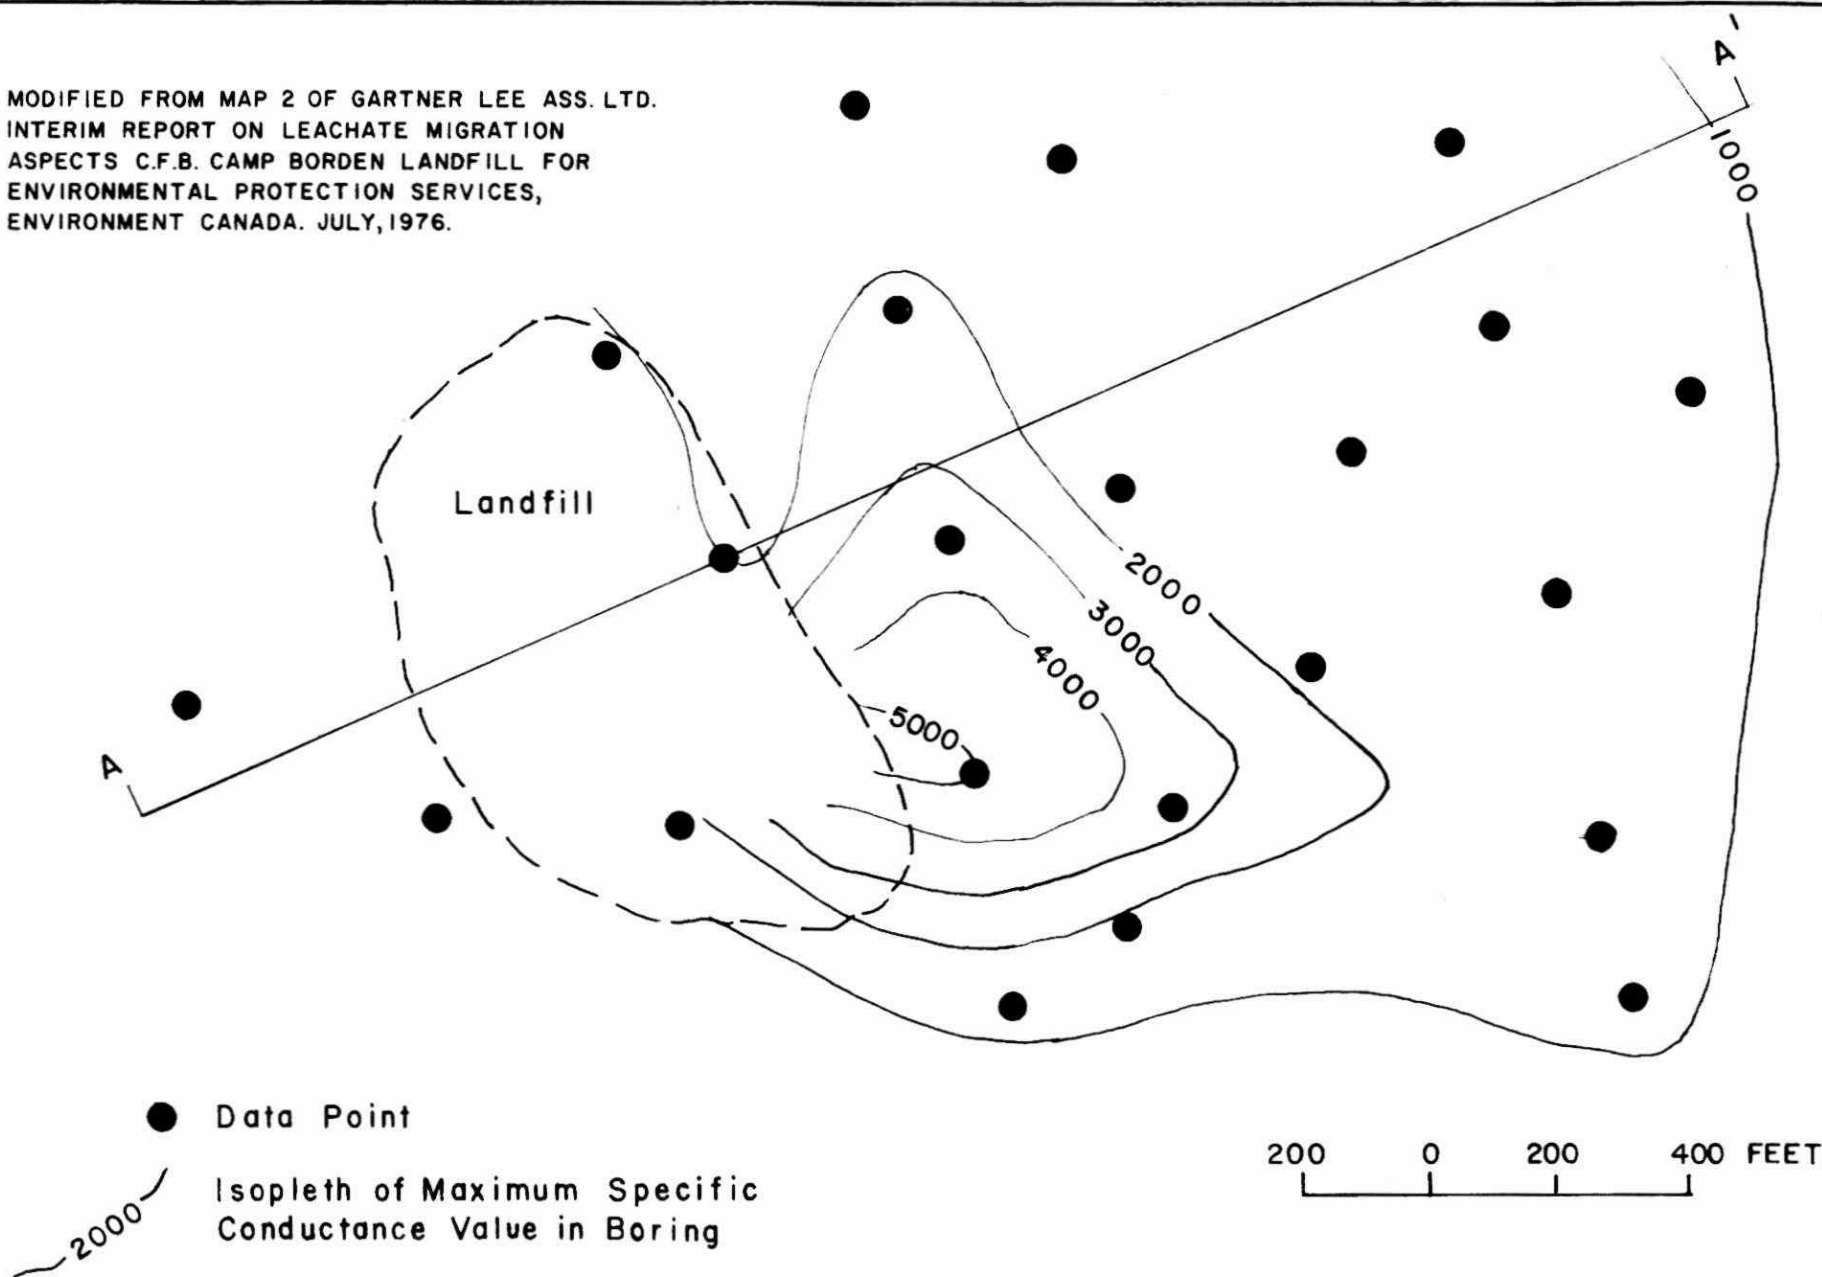 A'
MODIFIED FROM MAP 2 OF GARTNER LEE ASS. LTD.
INTERIM REPORT ON LEACHATE MIGRATION
ASPECTS C.F.B. CAMP BORDEN LANDFILL FOR
ENVIRONMENTAL PROTECTION SERVICES,
ENVIRONMENT CANADA. JULY, 1976.
1000
Landfill
2000
3000
4000
5000
A
Data Point
200 0 200 400 FEET
Isopleth of Maximum Specific
Conductance Value in Boring
2000